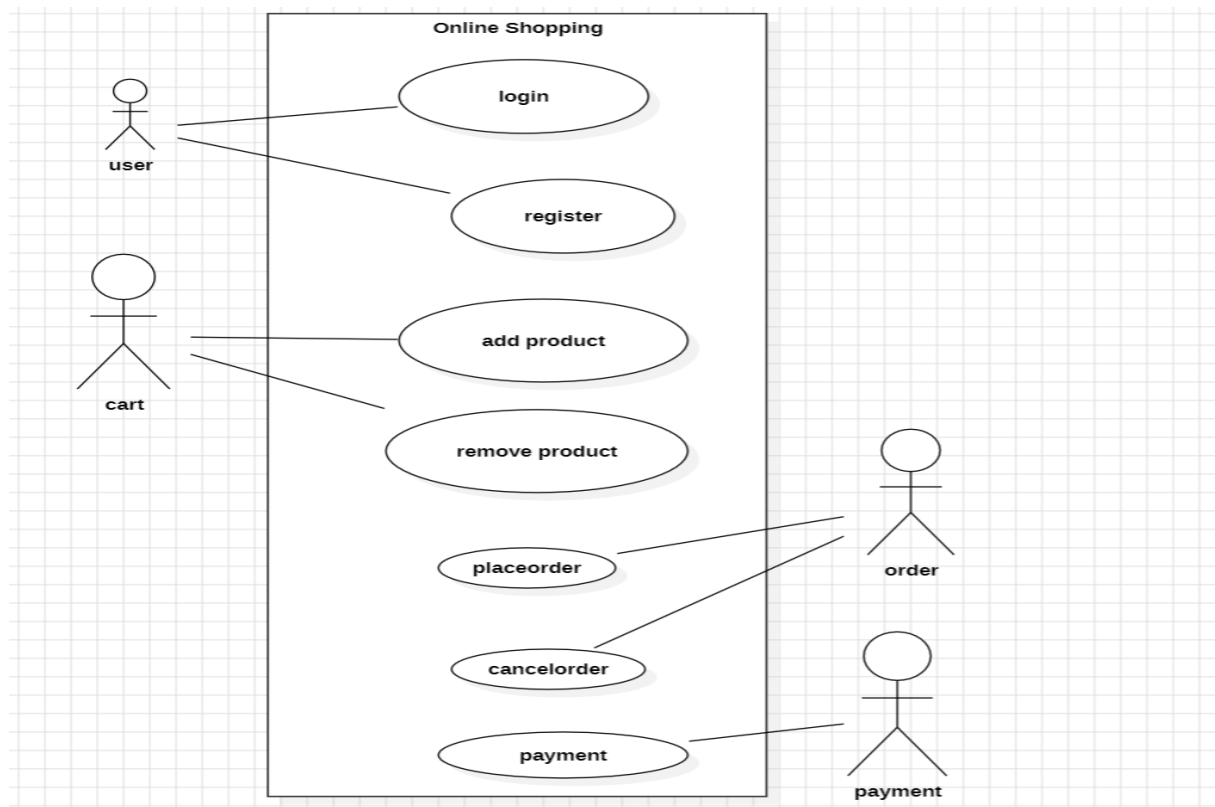 Online Shopping
login
user
register
add product
cart
remove product
placeorder
order
cancelorder
payment
payment